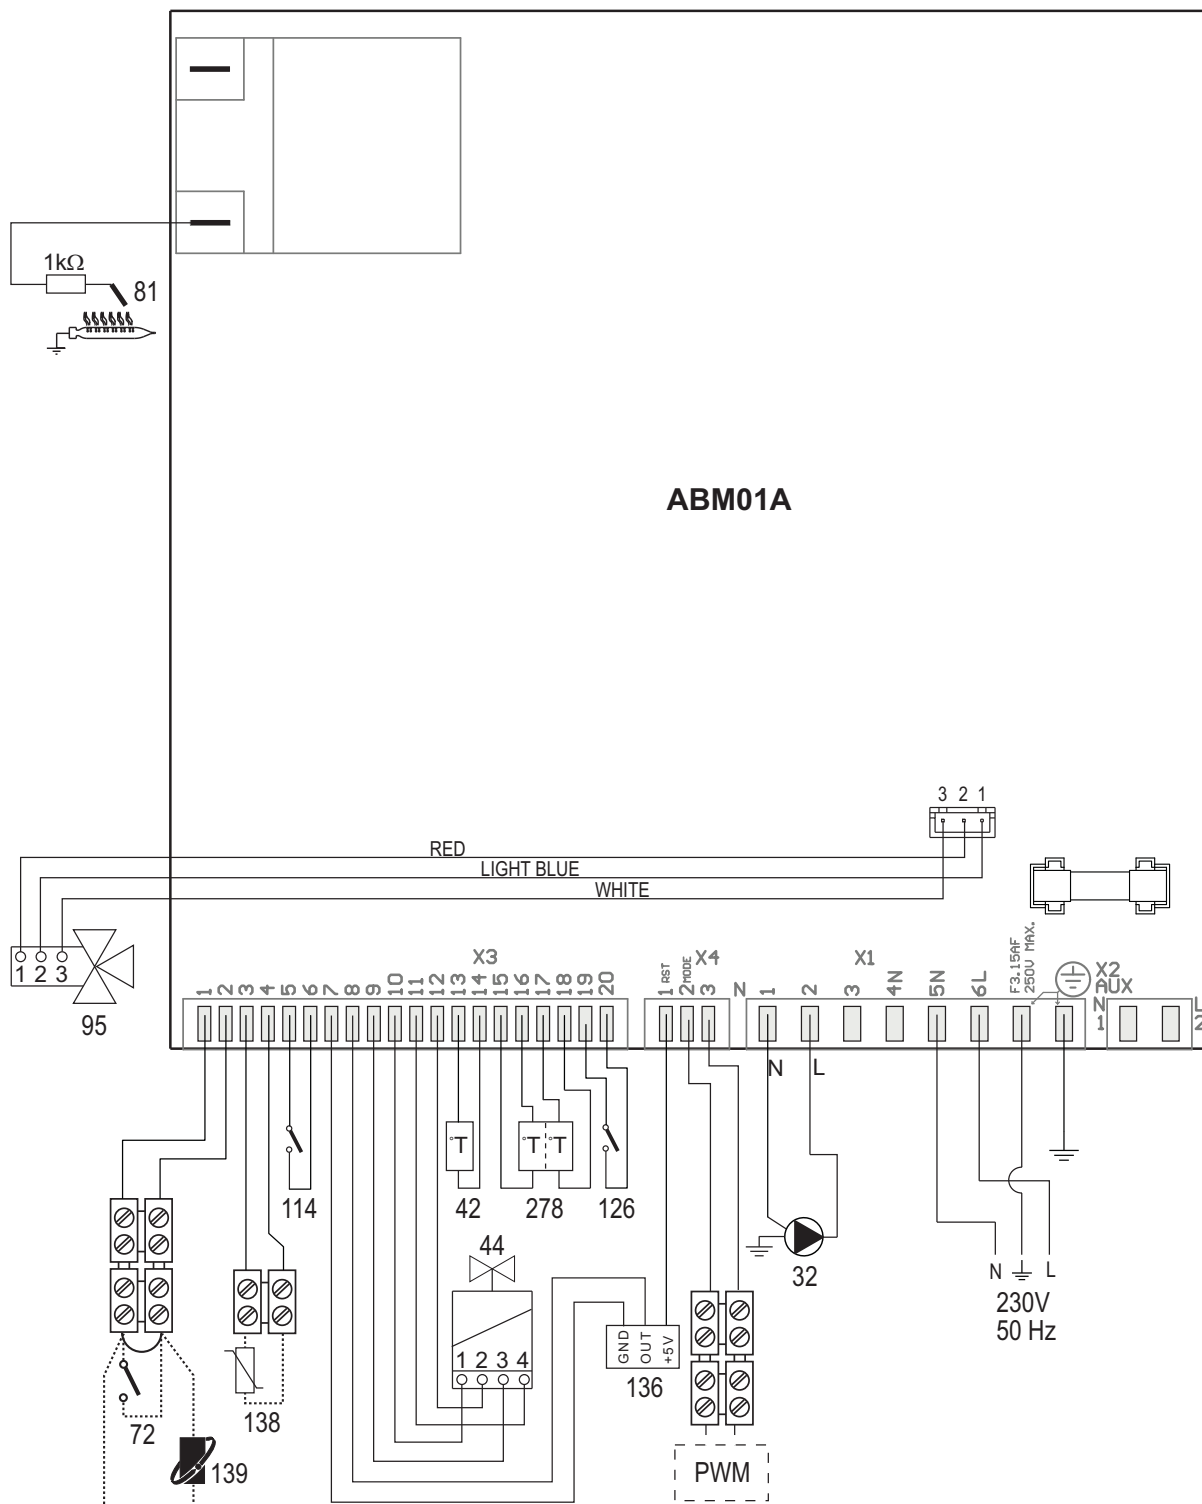 1kΩ
81
ABM01A
3 2 1
RED
LIGHT BLUE
WHITE
1 2 3
95
X3
1 2 3 4 5 6 7 8 9 10 11 12 13 14 15 16 17 18 19 20
X4
1 RST
2 MODE
3
N
X1
1 2 3 4N 5N 6L
F3.15AF
250V MAX.
X2
AUX
N L
1 2
N L
114
42
°T
278
°T °T
126
44
1 2 3 4
GND
OUT
+5V
136
32
N L
230V
50 Hz
72
138
139
PWM